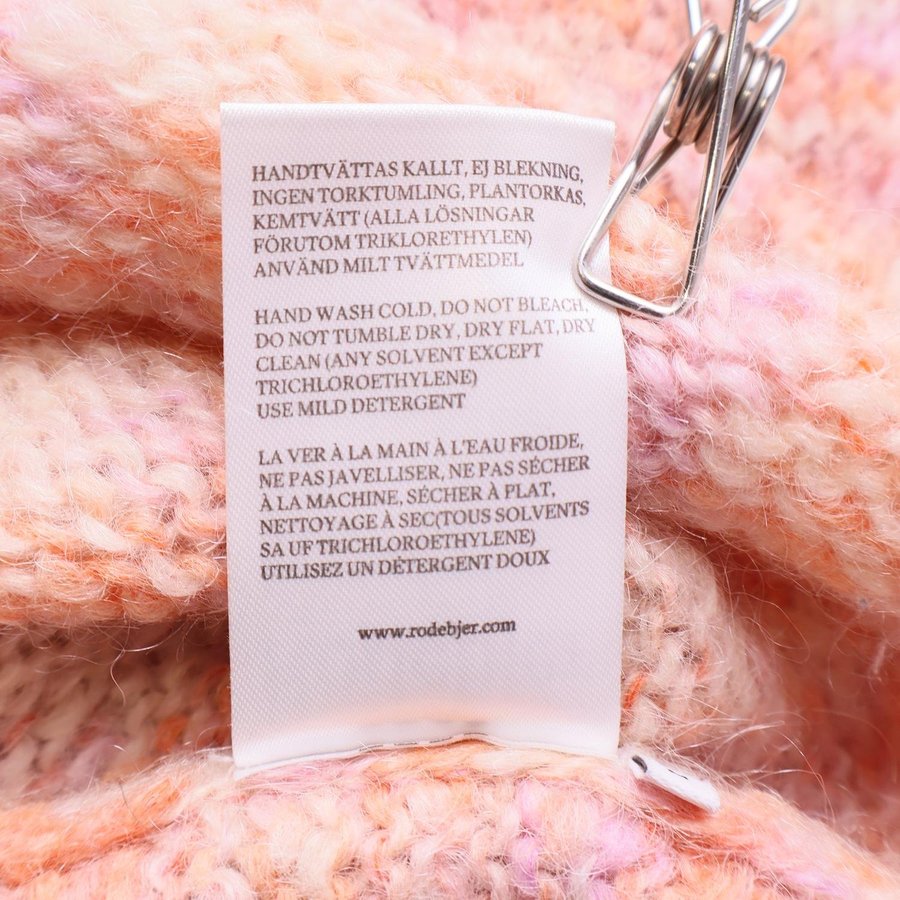 HANDTVÄTTAS KALLT, EJ BLEKNING,
INGEN TORKTUMLING, PLANTORKAS,
KEMTVÄTT (ALLA LÖSNINGAR
FÖRUTOM TRIKLORETHYLEN)
ANVÄND MILT TVÄTTMEDEL
HAND WASH COLD, DO NOT BLEACH,
DO NOT TUMBLE DRY, DRY FLAT, DRY
CLEAN (ANY SOLVENT EXCEPT
TRICHLOROETHYLENE)
USE MILD DETERGENT
LA VER À LA MAIN À L'EAU FROIDE,
NE PAS JAVELLISER, NE PAS SÉCHER
À LA MACHINE, SÉCHER À PLAT,
NETTOYAGE À SEC(TOUS SOLVENTS
SA UF TRICHLOROETHYLENE)
UTILISEZ UN DÉTERGENT DOUX
www.rodebjer.com